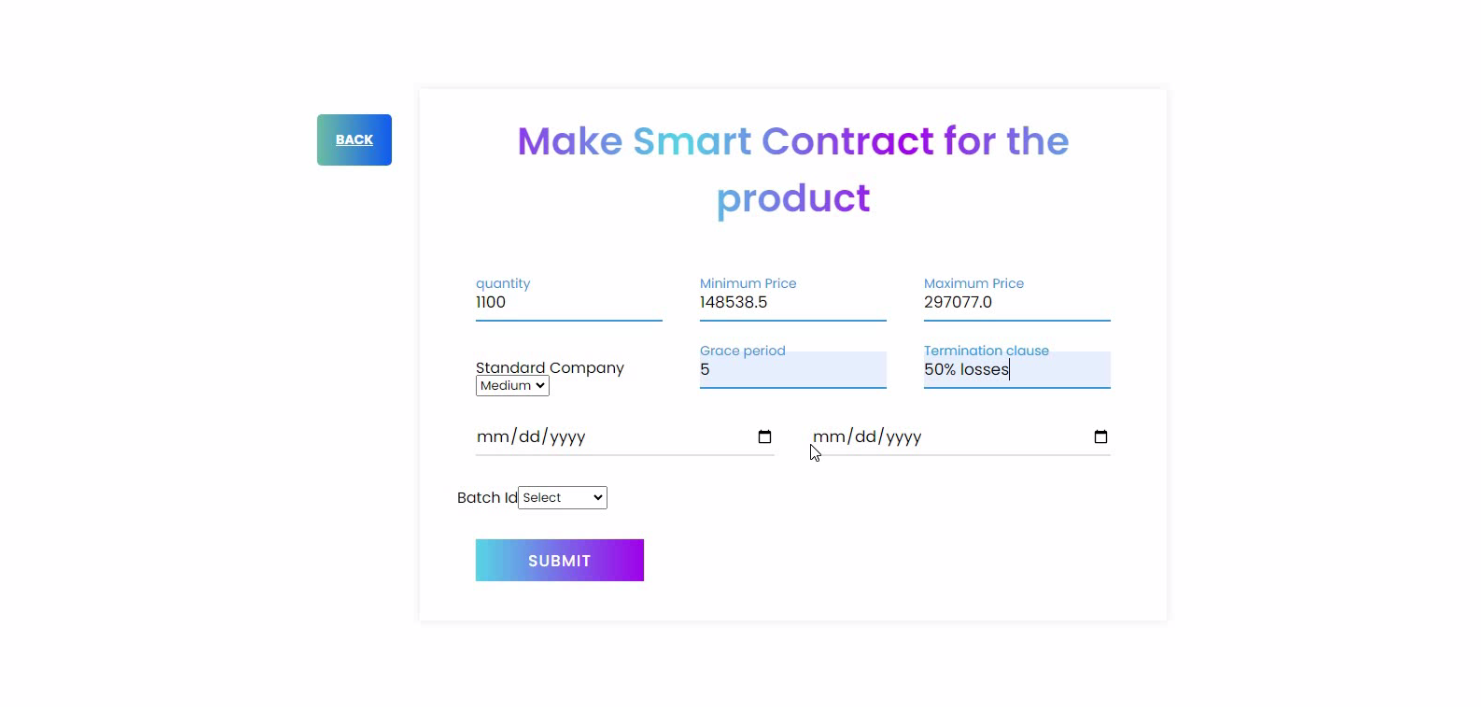 BACK
Make Smart Contract for the
product
quantity
1100
Minimum Price
148538.5
Maximum Price
297077.0
Standard Company
Medium
Grace period
5
Termination clause
50% losses
mm/dd/yyyy
mm/dd/yyyy
Batch Id Select
SUBMIT